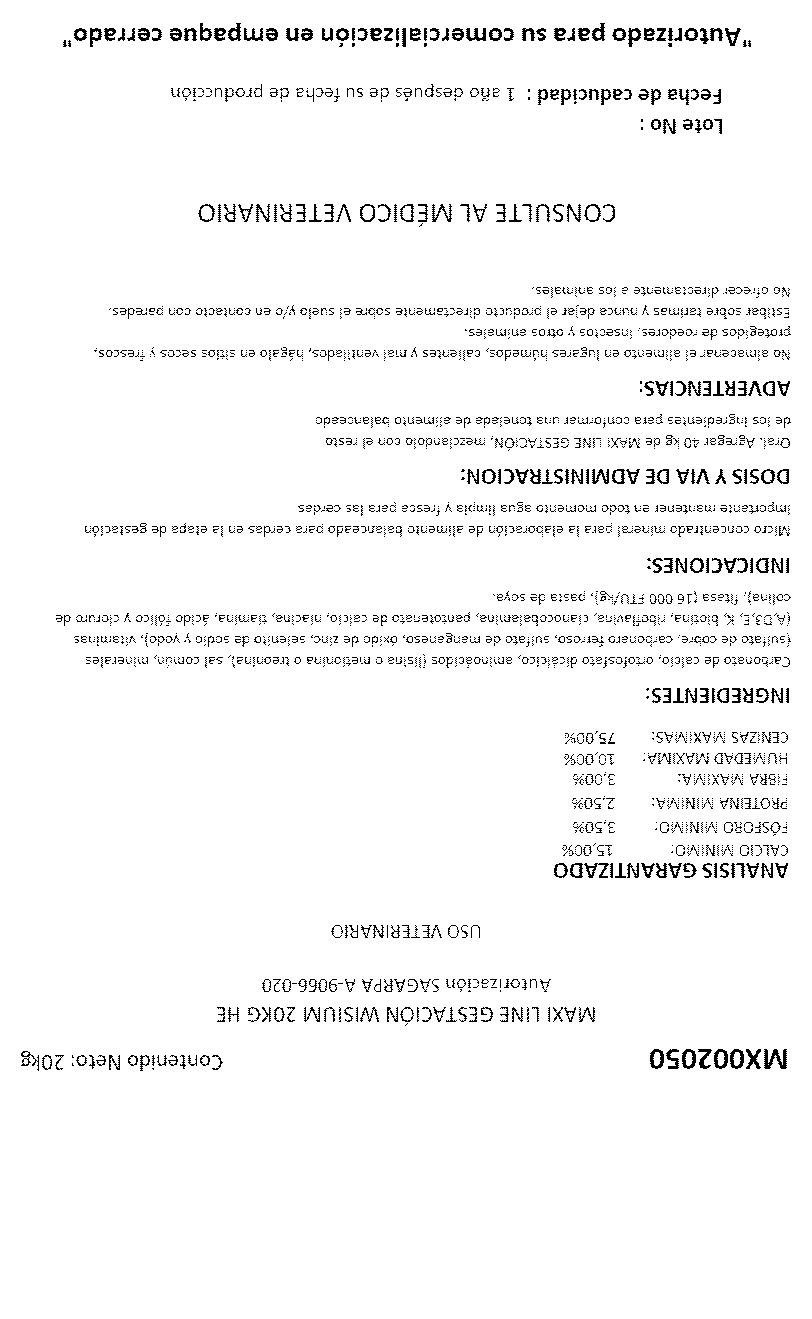 MX002050 Contenido Neto: 20kg
MAXI LINE GESTACIÓN WISIUM 20KG HE
Autorización SAGARPA A-9066-020
USO VETERINARIO
ANALISIS GARANTIZADO
CALCIO MINIMO: 15,00%
FÓSFORO MINIMO: 3,50%
PROTEINA MINIMA: 2,50%
FIBRA MAXIMA: 3,00%
HUMEDAD MAXIMA: 10,00%
CENIZAS MAXIMAS: 75,00%
INGREDIENTES:
Carbonato de calcio, ortofosfato dicálcico, aminoácidos (lisina o metionina o treonina), sal común, minerales
(sulfato de cobre, carbonato ferroso, sulfato de manganeso, óxido de zinc, selenito de sodio y yodo), vitaminas
(A,D3,E, K, biotina, riboflavina, cianocobalamina, pantotenato de calcio, niacina, tiamina, ácido fólico y cloruro de
colina), fitasa (16 000 FTU/kg), pasta de soya.
INDICACIONES:
Micro concentrado mineral para la elaboración de alimento balanceado para cerdas en la etapa de gestación
Importante mantener en todo momento agua limpia y fresca para las cerdas
DOSIS Y VIA DE ADMINISTRACION:
Oral. Agregar 40 kg de MAXI LINE GESTACIÓN, mezclandolo con el resto
de los ingredientes para conformar una tonelada de alimento balanceado
ADVERTENCIAS:
No almacenar el alimento en lugares húmedos, calientes y mal ventilados, hágalo en sitios secos y frescos,
protegidos de roedores, insectos y otros animales.
Estibar sobre tarimas y nunca dejar el producto directamente sobre el suelo y/o en contacto con paredes.
No ofrecer directamente a los animales.
CONSULTE AL MÉDICO VETERINARIO
Lote No :
Fecha de caducidad : 1 año después de su fecha de producción
"Autorizado para su comercialización en empaque cerrado"